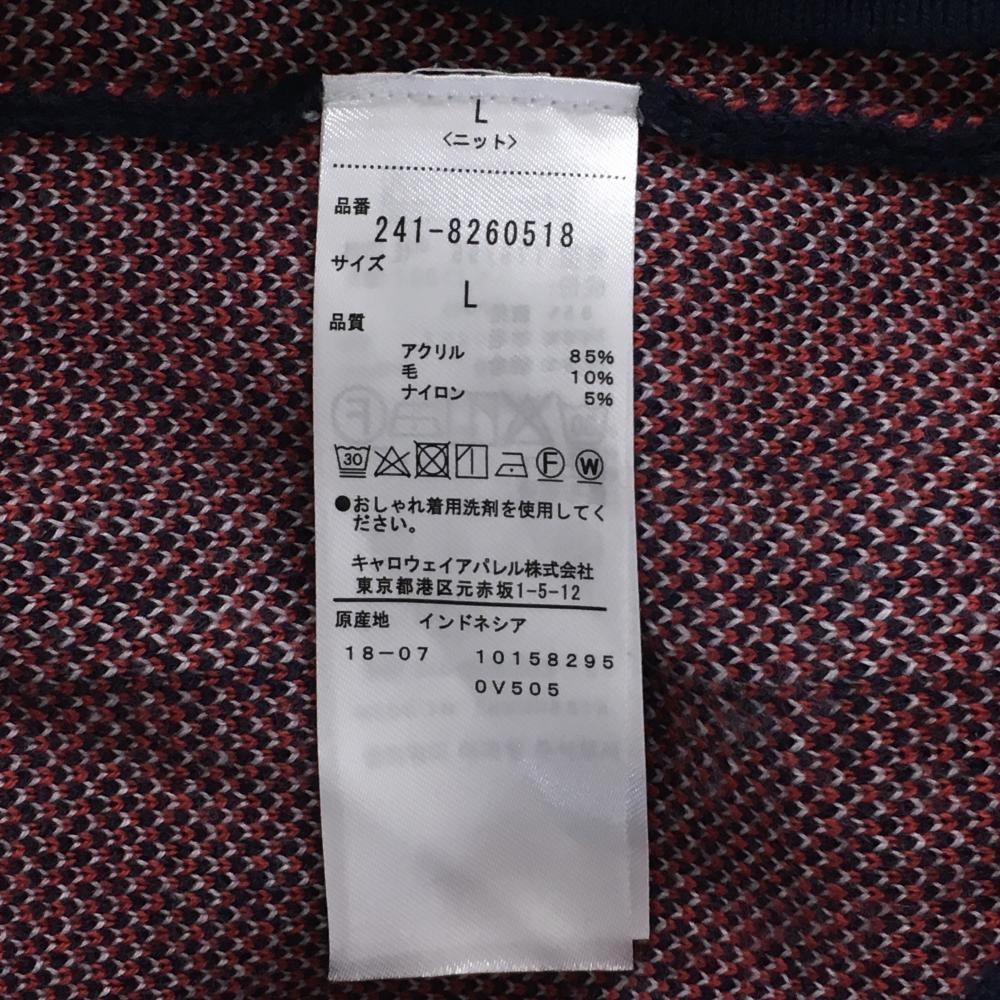 L
〈ニット〉
品番
241-8260518
サイズ
L
品質
アクリル 85%
毛 10%
ナイロン 5%
30 F W
●おしゃれ着用洗剤を使用してく
ださい。
キャロウェイアパレル株式会社
東京都港区元赤坂1-5-12
原産地 インドネシア
18-07 10158295
0V505